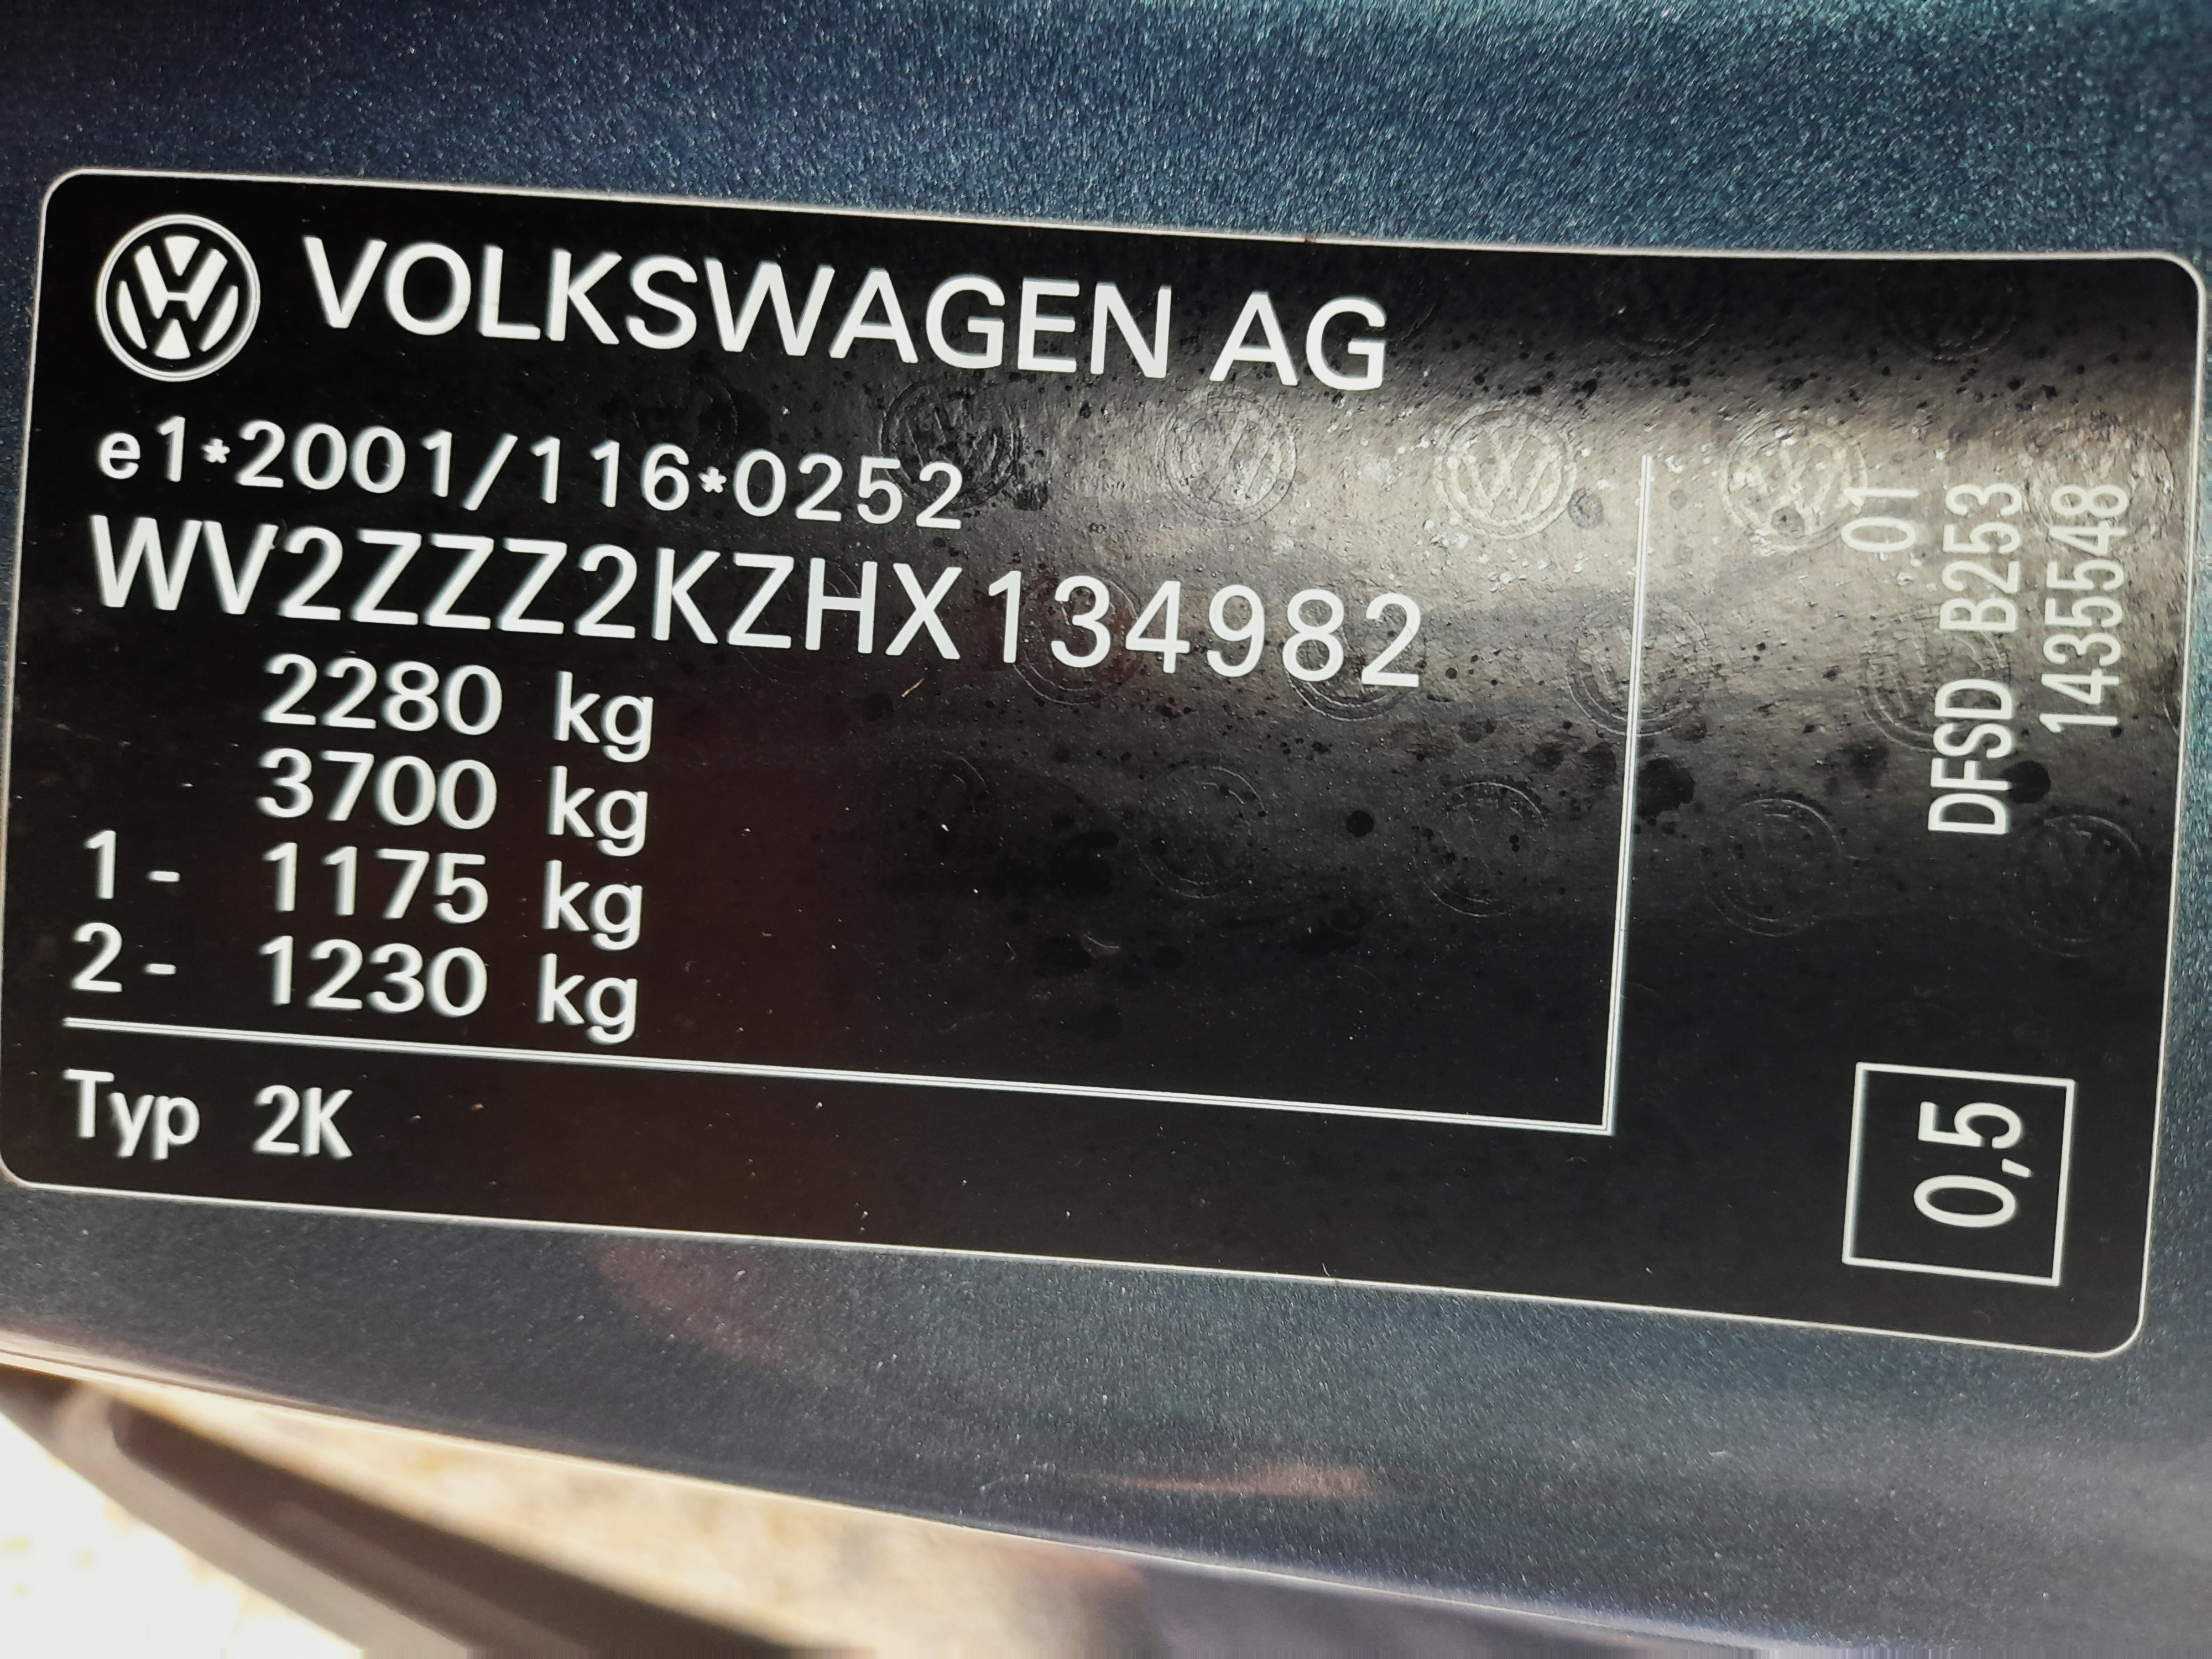 VOLKSWAGEN AG
e1*2001/116*0252
WV2ZZZ2KZHX134982
2280 kg
3700 kg
1 - 1175 kg
2 - 1230 kg
Typ 2K
01
DFSD B253
1435548
0,5